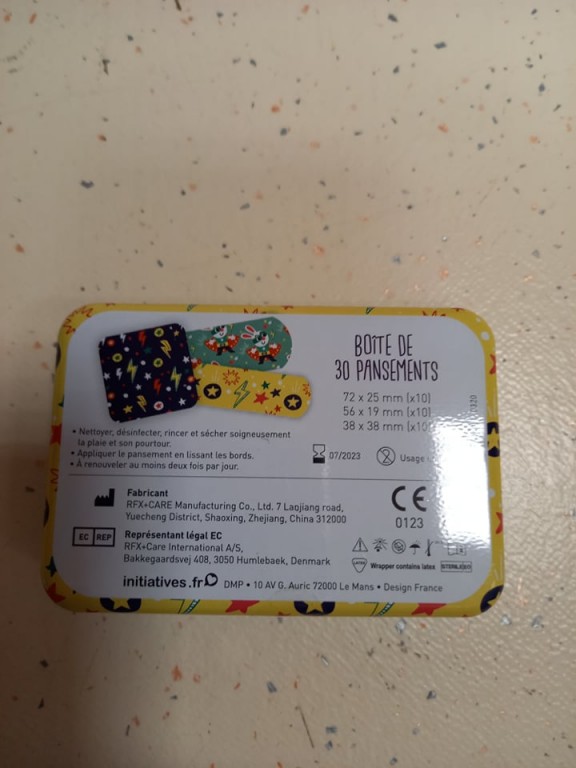 BOÎTE DE
30 PANSEMENTS
72 x 25 mm (x10)
56 x 19 mm (x10)
38 x 38 mm (x10
• Nettoyer, désinfecter, rincer et sécher soigneusement
la plaie et son pourtour.
• Appliquer le pansement en lissant les bords.
• A renouveler au moins deux fois par jour.
07/2023
2
Usage
Fabricant
RFX+CARE Manufacturing Co., Ltd. 7 Laojiang road,
Yuecheng District, Shaoxing, Zhejiang, China 312000
CE
0123
EC REP
Représentant légal EC
RFX+Care International A/S,
Bakkegaardsvej 408, 3050 Humlebaek, Denmark
LATEX
Wrapper contains latex
initiatives.fr
DMP • 10 AV G. Auric 72000 Le Mans • Design France